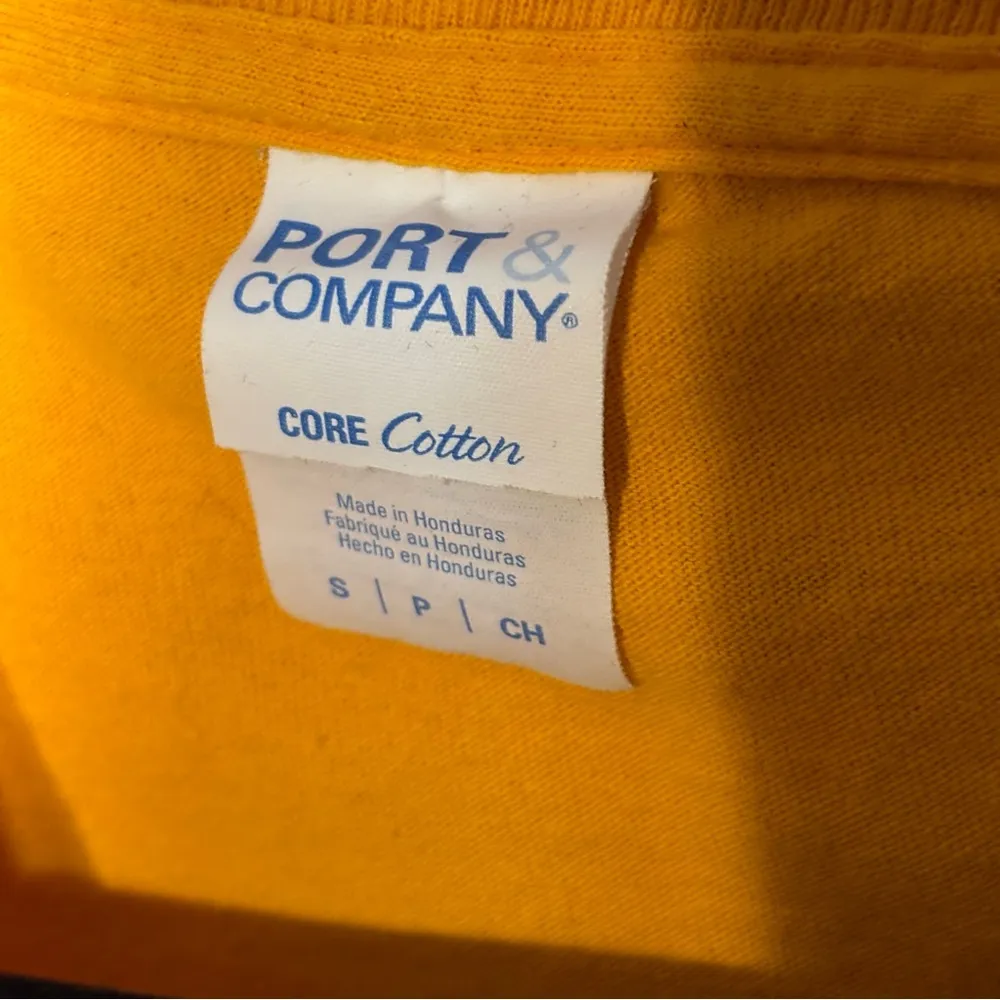 PORT &
COMPANY®
CORE Cotton
Made in Honduras
Fabriqué au Honduras
Hecho en Honduras
S | P | CH